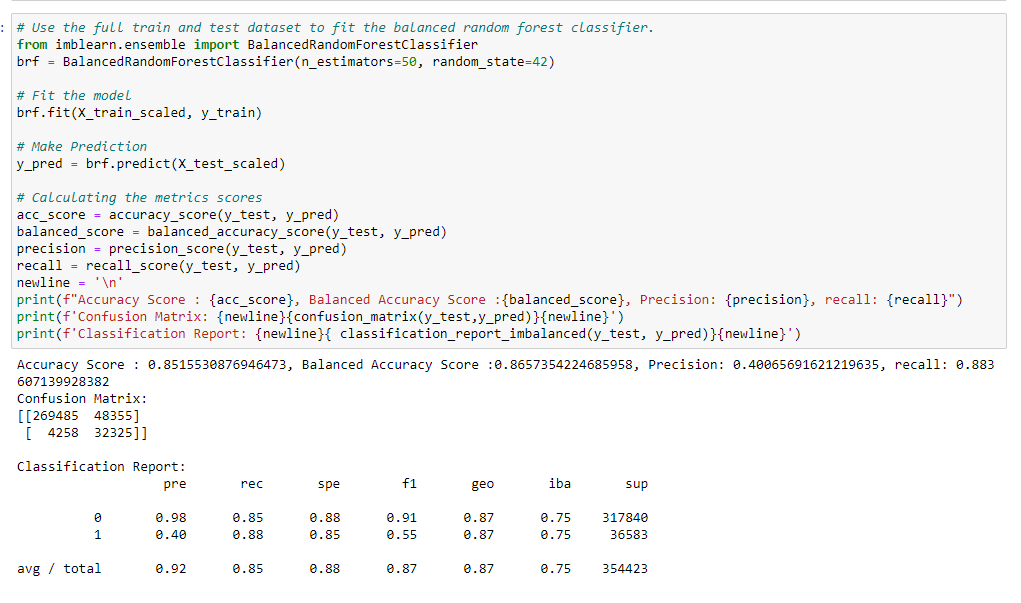 :
# Use the full train and test dataset to fit the balanced random forest classifier.
from imblearn.ensemble import BalancedRandomForestClassifier
brf = BalancedRandomForestClassifier(n_estimators=50, random_state=42)
# Fit the model
brf.fit(X_train_scaled, y_train)
# Make Prediction
y_pred = brf.predict(X_test_scaled)
# Calculating the metrics scores
acc_score = accuracy_score(y_test, y_pred)
balanced_score = balanced_accuracy_score(y_test, y_pred)
precision = precision_score(y_test, y_pred)
recall = recall_score(y_test, y_pred)
newline = '\n'
print(f"Accuracy Score : {acc_score}, Balanced Accuracy Score :{balanced_score}, Precision: {precision}, recall: {recall}")
print(f'Confusion Matrix: {newline}{confusion_matrix(y_test,y_pred)}{newline}')
print(f'Classification Report: {newline}{ classification_report_imbalanced(y_test, y_pred)}{newline}')
Accuracy Score : 0.8515530876946473, Balanced Accuracy Score :0.8657354224685958, Precision: 0.40065691621219635, recall: 0.883
607139928382
Confusion Matrix:
[[269485  48355]
 [  4258  32325]]
Classification Report:
pre rec spe f1 geo iba sup
0 0.98 0.85 0.88 0.91 0.87 0.75 317840
1 0.40 0.88 0.85 0.55 0.87 0.75 36583
avg / total 0.92 0.85 0.88 0.87 0.87 0.75 354423